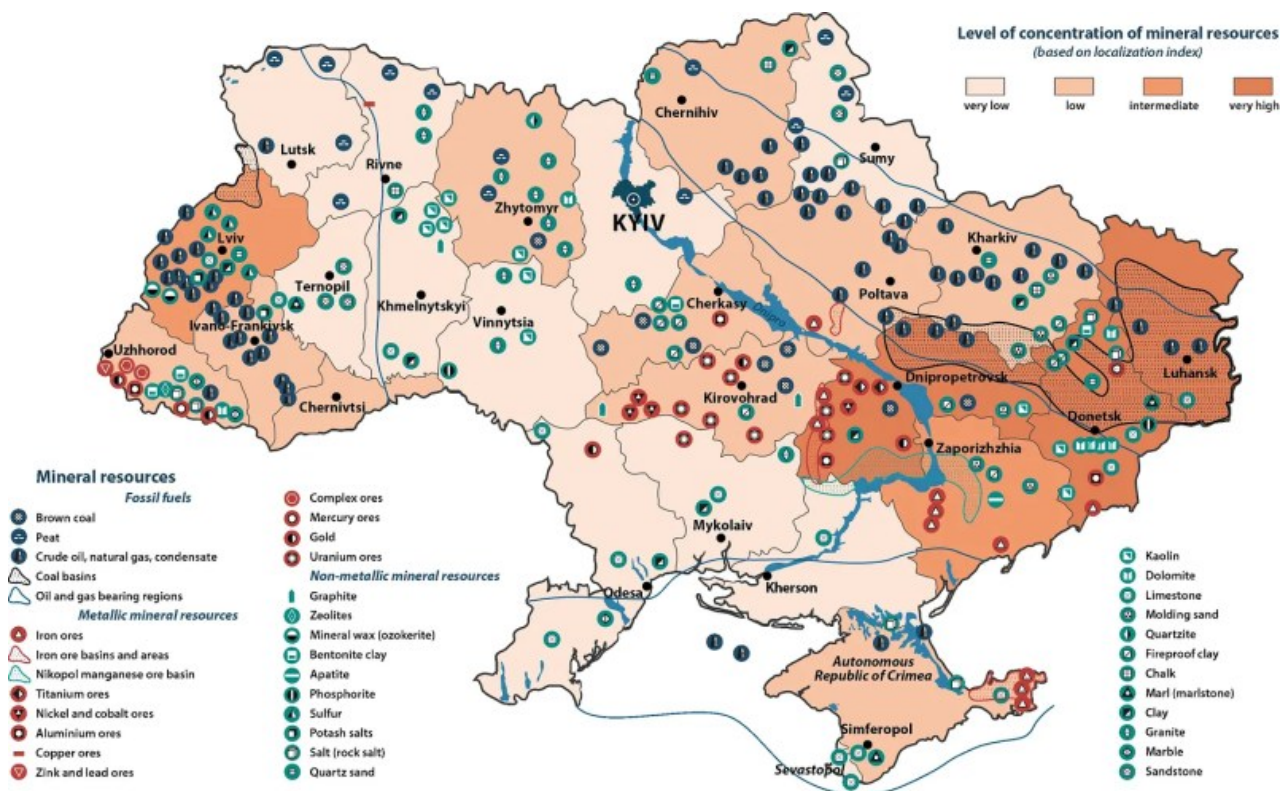 Level of concentration of mineral resources
(based on localization index)
very low
low
intermediate
very high
Chernihiv
Sumy
Lutsk
Rivne
Zhytomyr
KYIV
Lviv
Kharkiv
Ternopil
Khmelnytskyi
Vinnytsia
Cherkasy
Poltava
Dnipro
Ivano-Frankivsk
Uzhhorod
Chernivtsi
Kirovohrad
Dnipropetrovsk
Luhansk
Donetsk
Zaporizhzhia
Mykolaiv
Kherson
Odesa
Autonomous
Republic of Crimea
Simferopol
Sevastopol
Mineral resources
Fossil fuels
Brown coal
Peat
Crude oil, natural gas, condensate
Coal basins
Oil and gas bearing regions
Metallic mineral resources
Iron ores
Iron ore basins and areas
Nikopol manganese ore basin
Titanium ores
Nickel and cobalt ores
Aluminium ores
Copper ores
Zink and lead ores
Complex ores
Mercury ores
Gold
Uranium ores
Non-metallic mineral resources
Graphite
Zeolites
Mineral wax (ozokerite)
Bentonite clay
Apatite
Phosphorite
Sulfur
Potash salts
Salt (rock salt)
Quartz sand
Kaolin
Dolomite
Limestone
Molding sand
Quartzite
Fireproof clay
Chalk
Marl (marlstone)
Clay
Granite
Marble
Sandstone